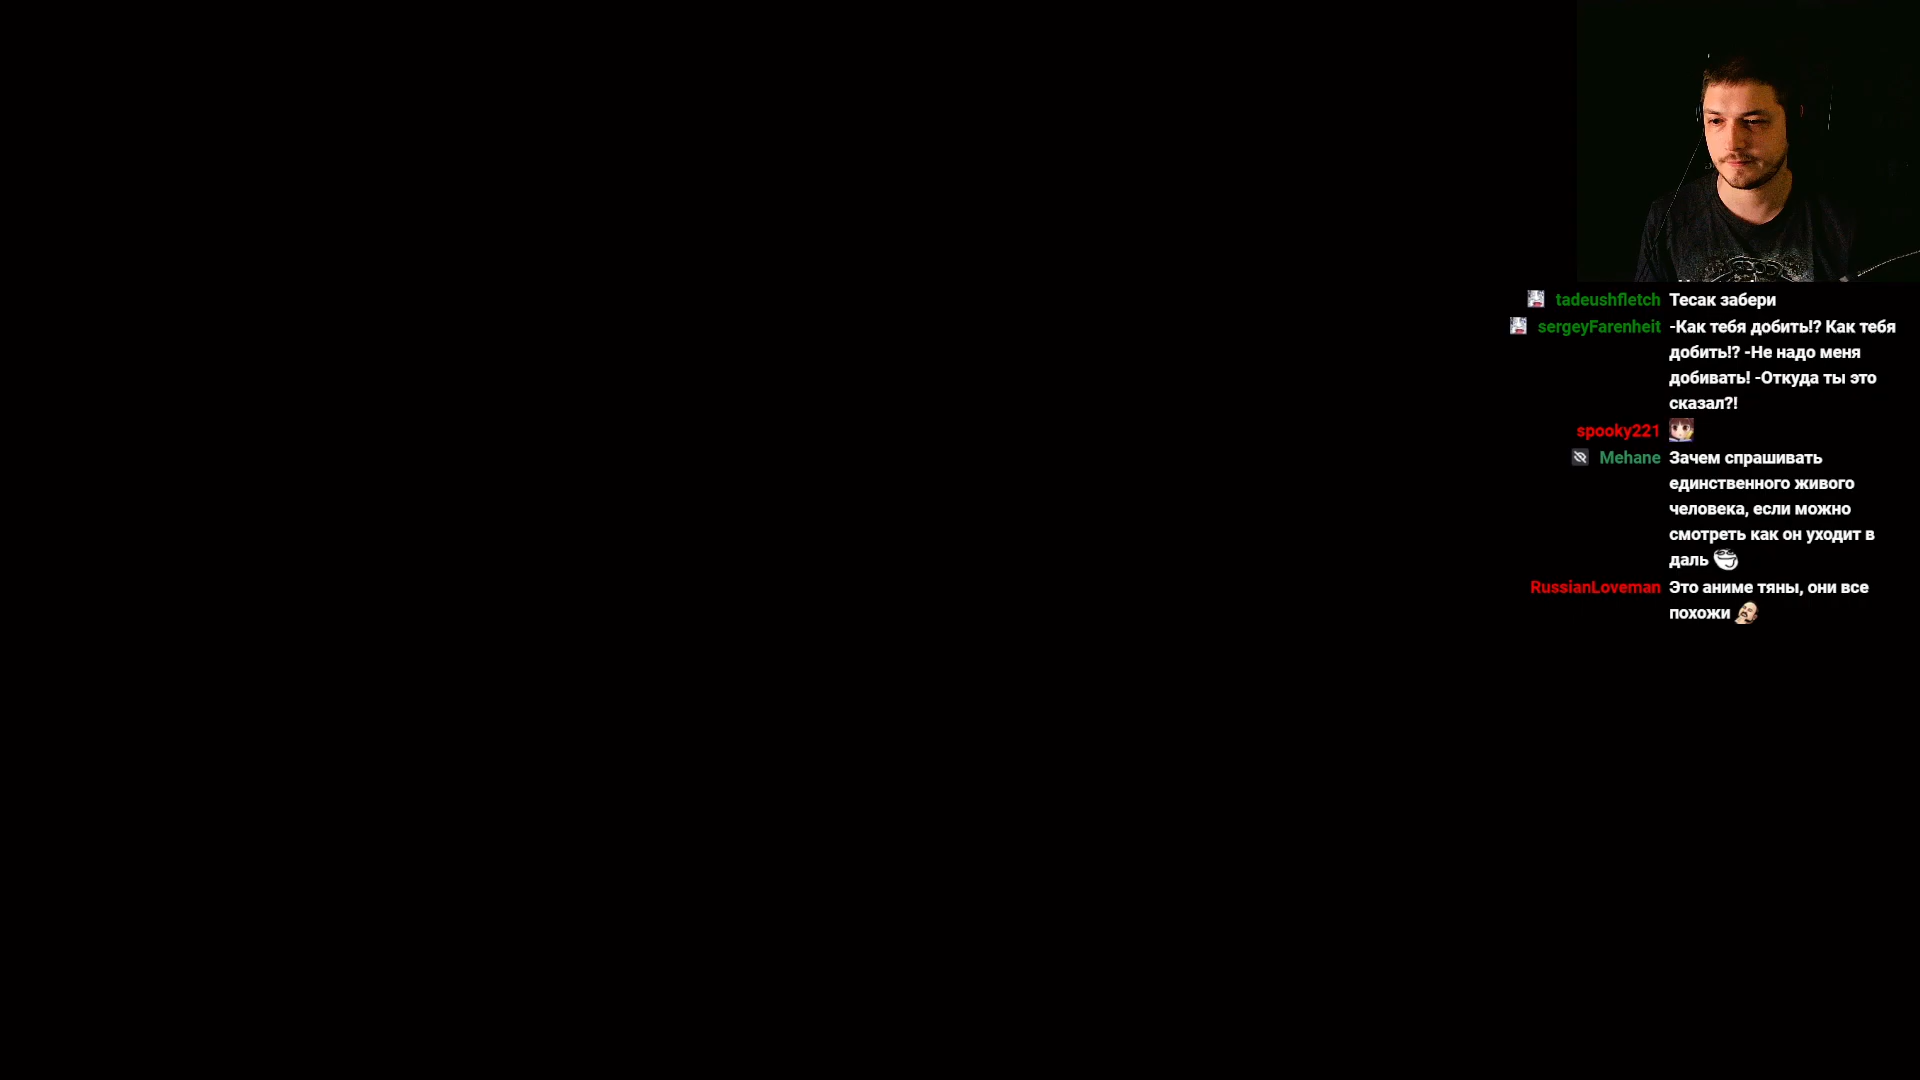 tadeushfletch Тесак забери
sergeyFarenheit -Как тебя добить!? Как тебя
добить!? -Не надо меня
добивать! -Откуда ты это
сказал?!
spooky221
Mehane Зачем спрашивать
единственного живого
человека, если можно
смотреть как он уходит в
даль
RussianLoveman Это аниме тяны, они все
похожи